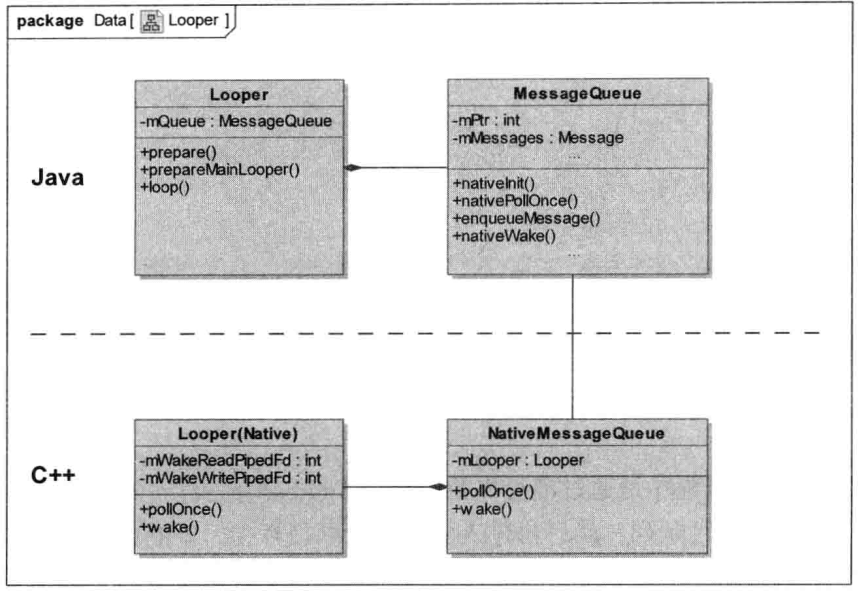 package Data [ Looper ]
Java
Looper
-mQueue : MessageQueue
+prepare()
+prepareMainLooper()
+loop()
MessageQueue
-mPtr : int
-mMessages : Message
...
+nativeInit()
+nativePollOnce()
+enqueueMessage()
+nativeWake()
...
C++
Looper(Native)
-mWakeReadPipedFd : int
-mWakeWritePipedFd : int
+pollOnce()
+w ake()
NativeMessageQueue
-mLooper : Looper
+pollOnce()
+w ake()